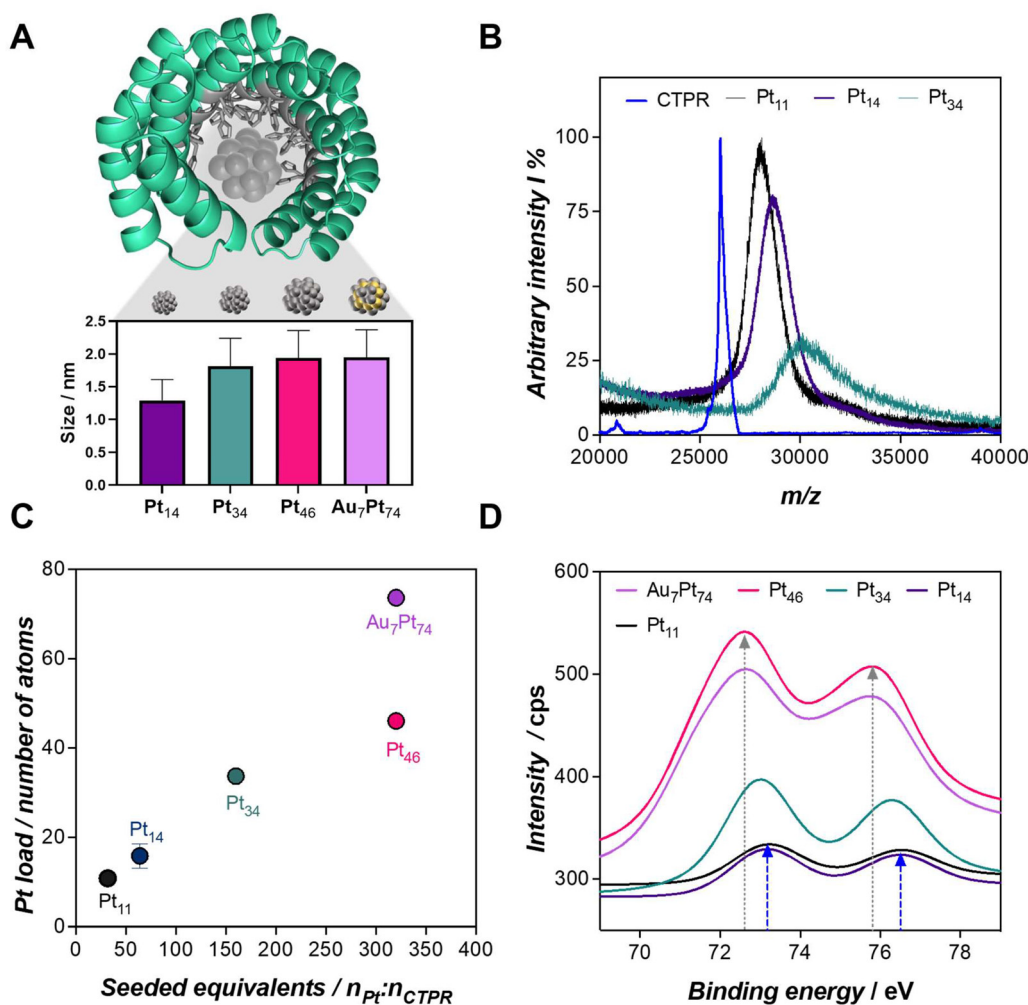 A
Size / nm
2.5
2.0
1.5
1.0
0.5
0.0
Pt₁₄ Pt₃₄ Pt₄₆ Au₇Pt₇₄
B
CTPR Pt₁₁ Pt₁₄ Pt₃₄
Arbitrary intensity I %
100
75
50
25
0
20000 25000 30000 35000 40000
m/z
C
Pt load / number of atoms
80
60
40
20
0
Au₇Pt₇₄
Pt₄₆
Pt₃₄
Pt₁₄
Pt₁₁
0 50 100 150 200 250 300 350 400
Seeded equivalents / nPt:nCTPR
D
Au₇Pt₇₄ Pt₄₆ Pt₃₄ Pt₁₄
Pt₁₁
Intensity / cps
600
500
400
300
70 72 74 76 78
Binding energy / eV